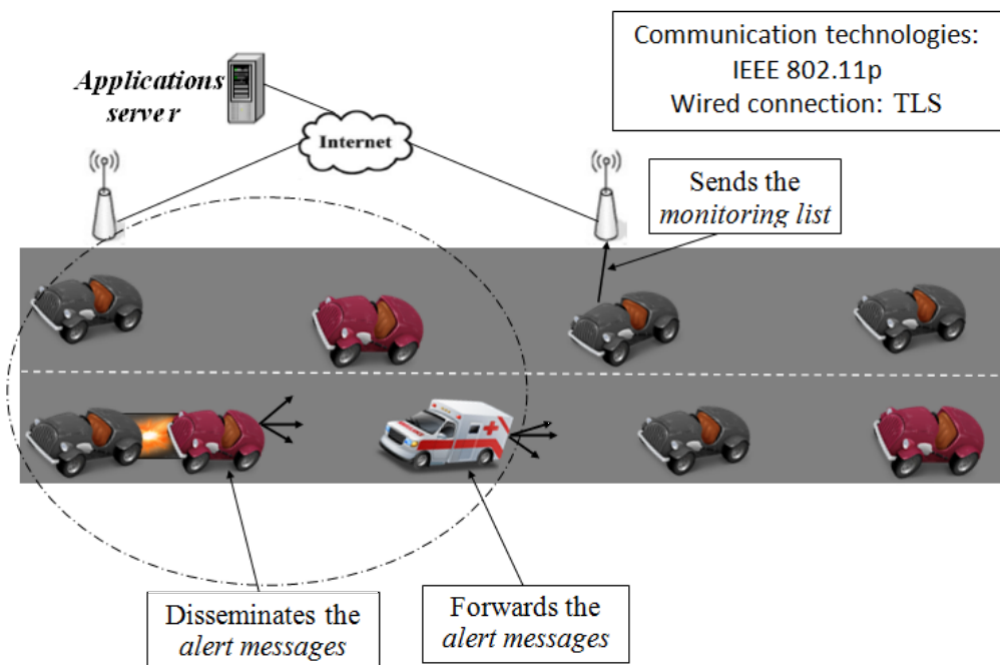 Communication technologies:
IEEE 802.11p
Wired connection: TLS
Applications
server
Internet
Sends the
monitoring list
Disseminates the
alert messages
Forwards the
alert messages